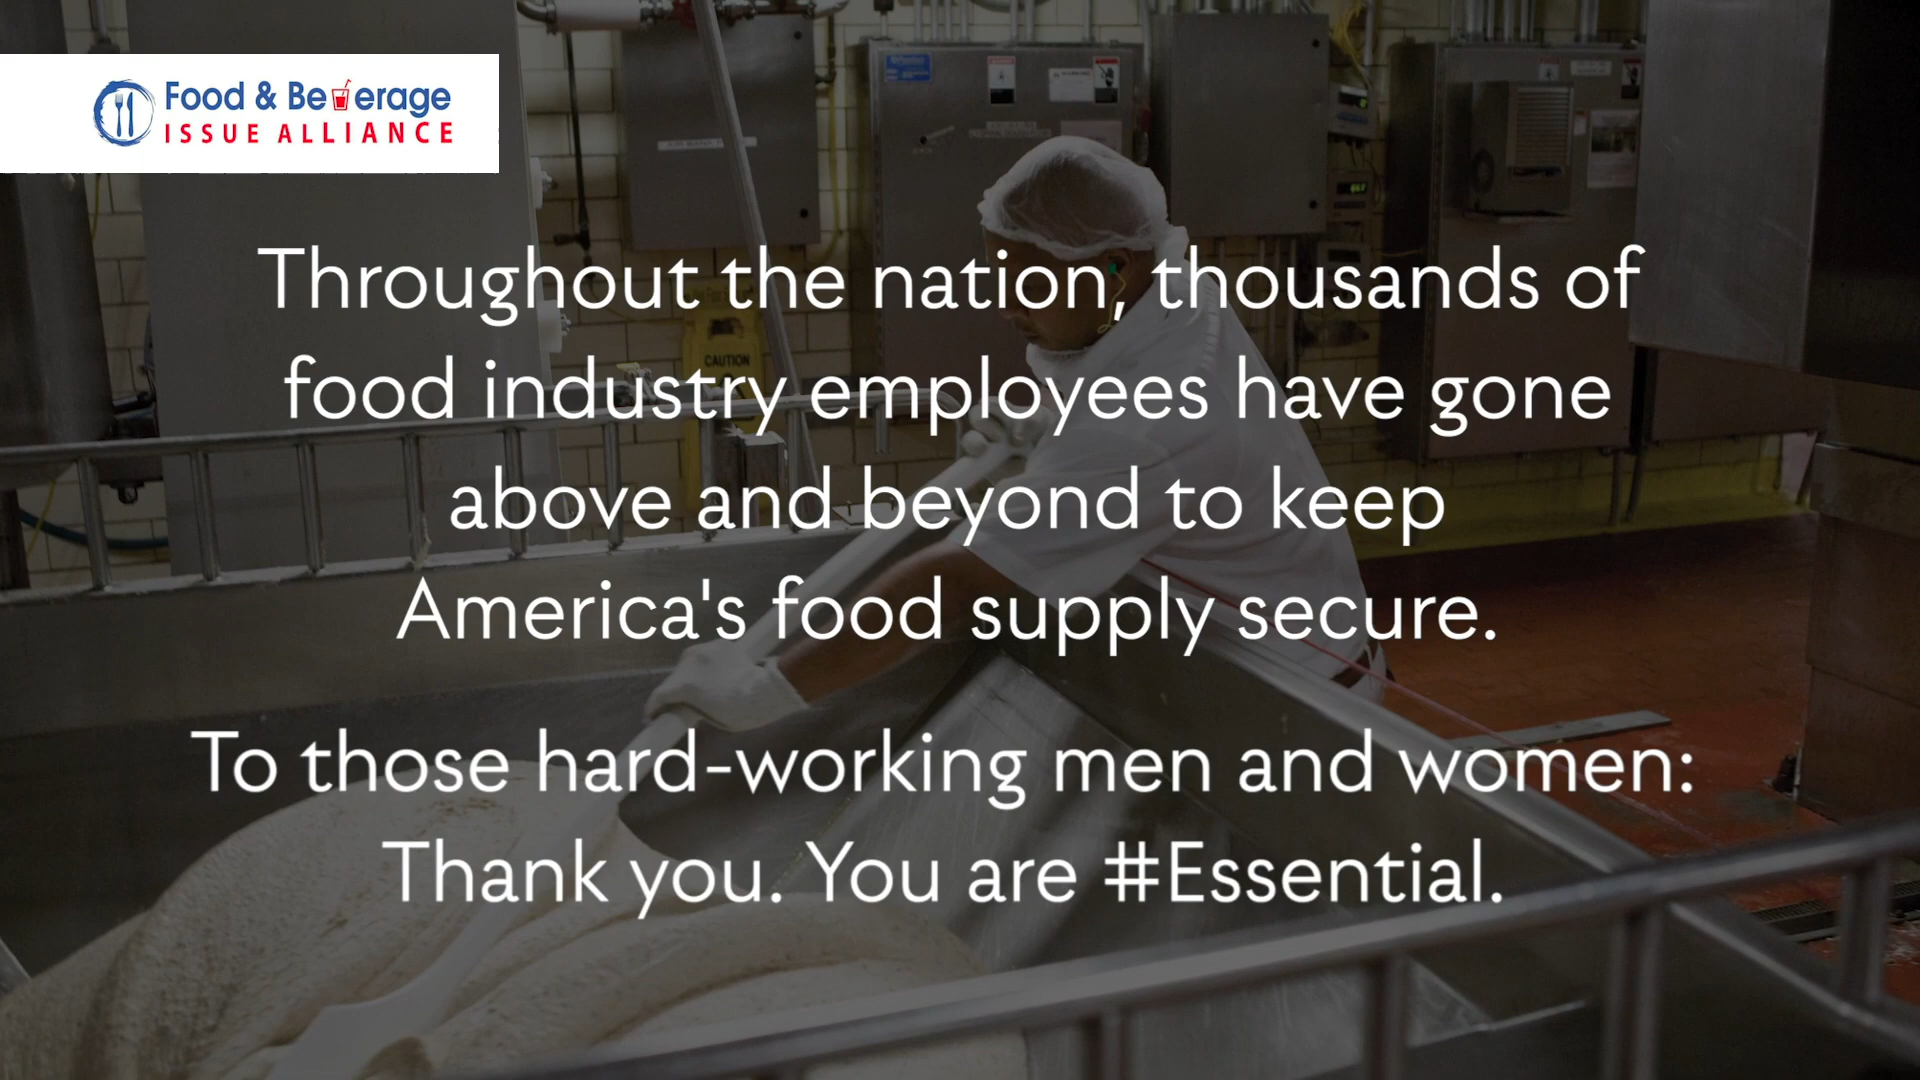 Food & Beverage
ISSUE ALLIANCE
CAUTION
Throughout the nation, thousands of
food industry employees have gone
above and beyond to keep
America's food supply secure.
To those hard-working men and women:
Thank you. You are #Essential.